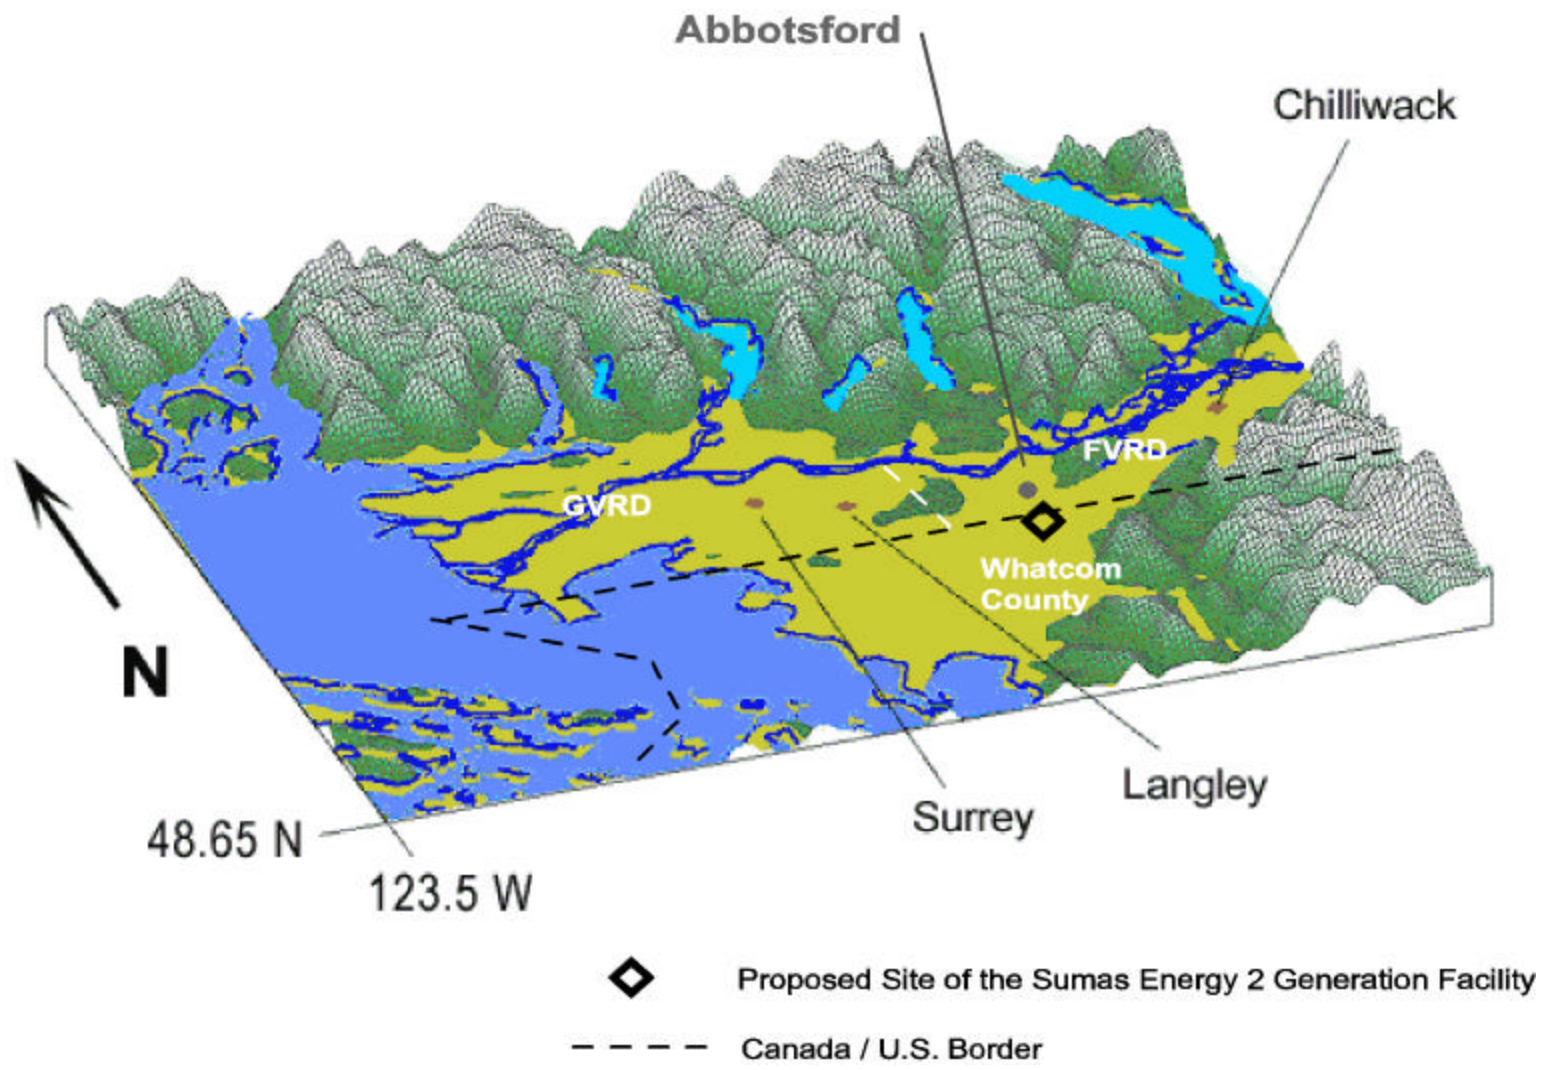 Abbotsford
Chilliwack
FVRD
GVRD
Whatcom
County
N
Langley
Surrey
48.65 N
123.5 W
Proposed Site of the Sumas Energy 2 Generation Facility
Canada / U.S. Border